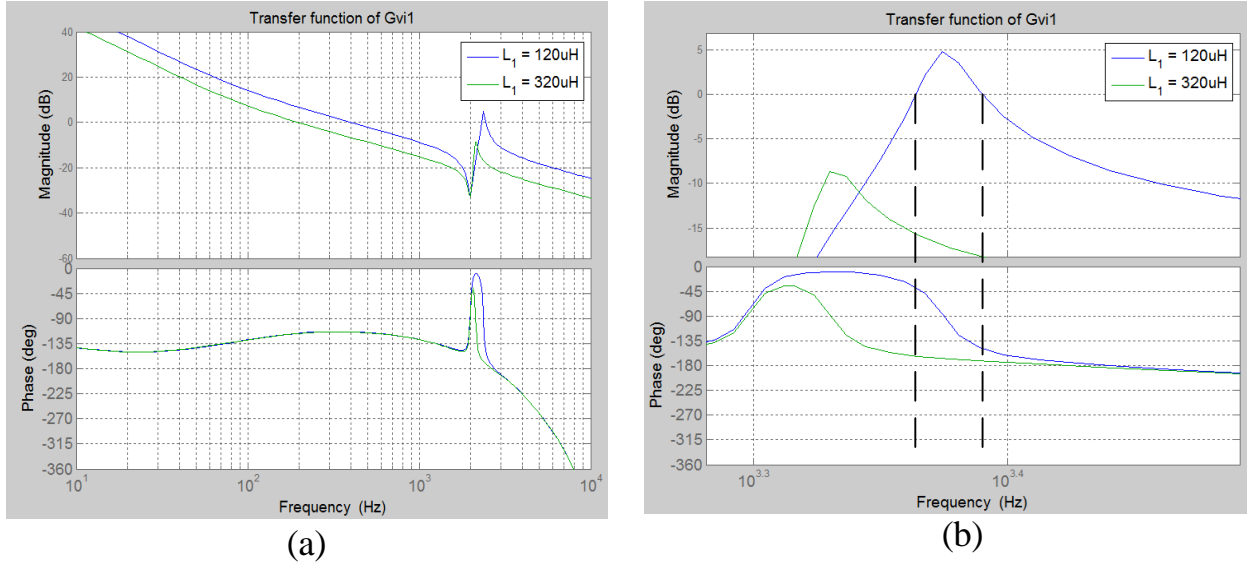 Transfer function of Gvi1
L1 = 120uH
L1 = 320uH
Magnitude (dB)
40
20
0
-20
-40
-60
Phase (deg)
0
-45
-90
-135
-180
-225
-270
-315
-360
10^1
10^2
10^3
10^4
Frequency (Hz)
(a)
Transfer function of Gvi1
L1 = 120uH
L1 = 320uH
Magnitude (dB)
5
0
-5
-10
-15
Phase (deg)
0
-45
-90
-135
-180
-225
-270
-315
-360
10^3.3
10^3.4
Frequency (Hz)
(b)